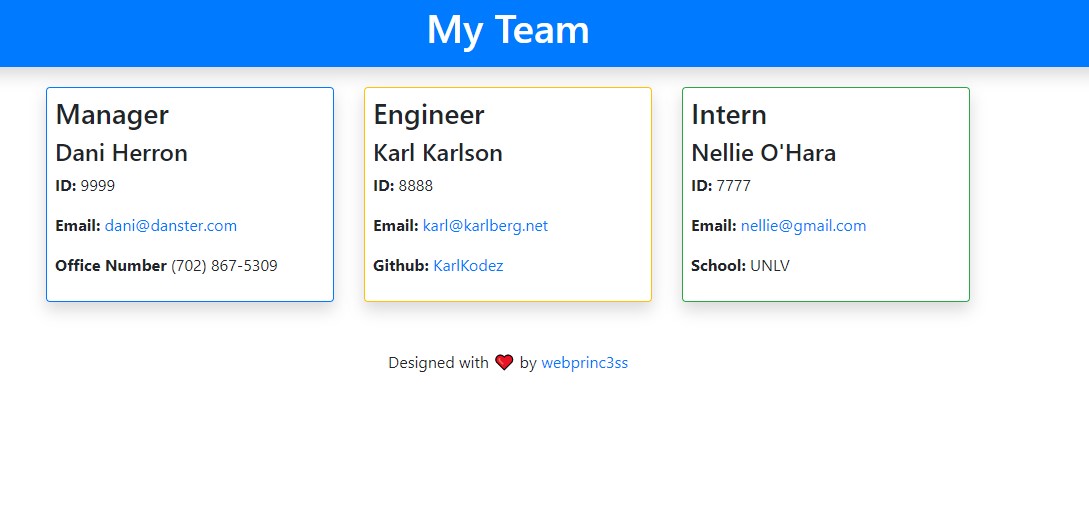 My Team
Manager
Dani Herron
ID: 9999
Email: dani@danster.com
Office Number (702) 867-5309
Engineer
Karl Karlson
ID: 8888
Email: karl@karlberg.net
Github: KarlKodez
Intern
Nellie O'Hara
ID: 7777
Email: nellie@gmail.com
School: UNLV
Designed with ❤ by webprinc3ss